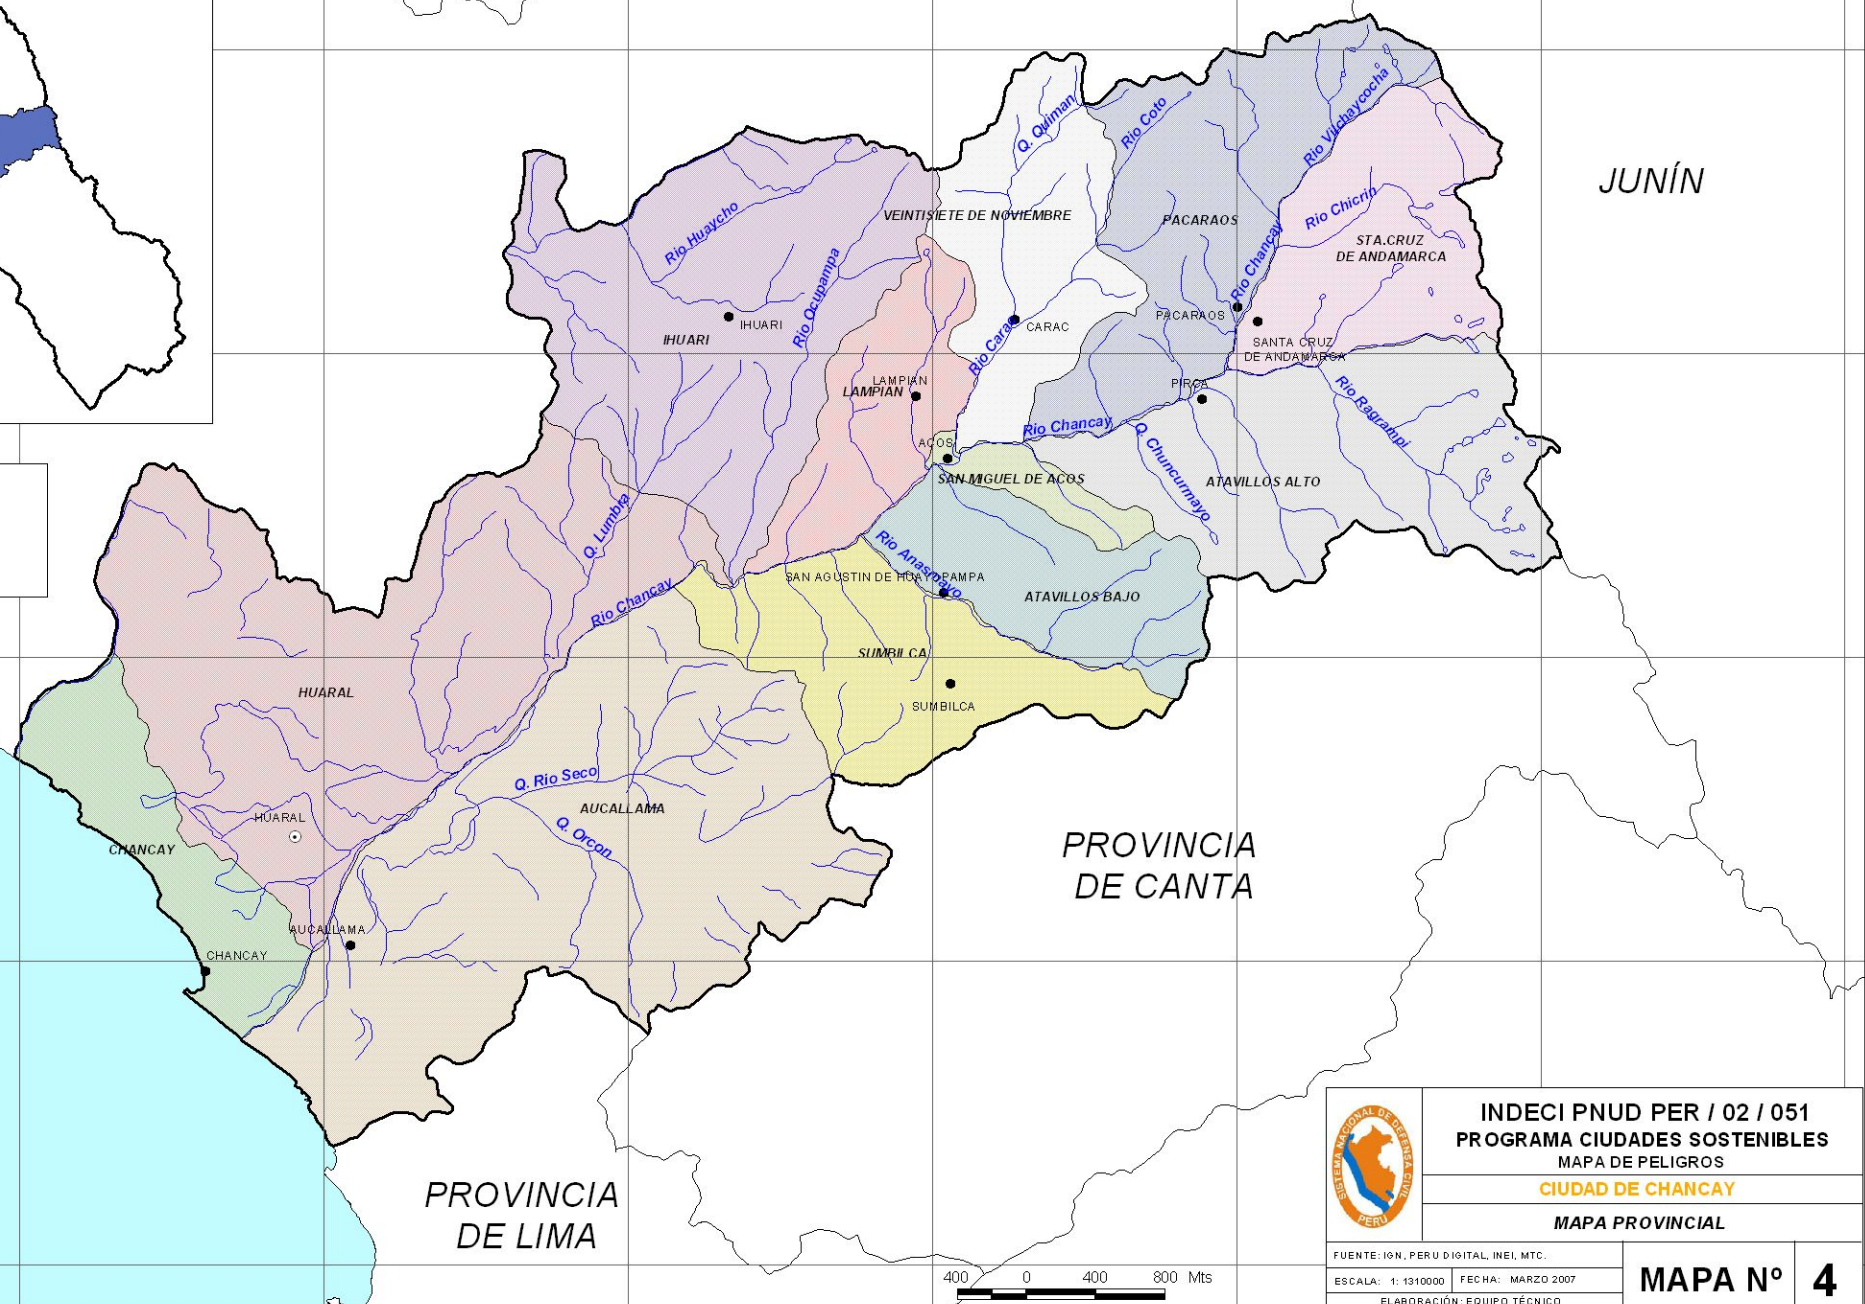 Q. Quiman
Rio Coto
Rio Vilchaycocha
JUNÍN
Rio Huaycho
VEINTISIETE DE NOVIEMBRE
PACARAOS
Rio Chicrin
STA.CRUZ
DE ANDAMARCA
Rio Chancay
Rio Ocupampa
IHUARI
IHUARI
Rio Carac
CARAC
PACARAOS
SANTA CRUZ
DE ANDAMARCA
LAMPIAN
LAMPIAN
PIRCA
Rio Ragrampi
Rio Chancay
ACOS
Q. Chuncurmayo
SAN MIGUEL DE ACOS
ATAVILLOS ALTO
Q. Lumbra
Rio Anasmayo
SAN AGUSTIN DE HUAYOPAMPA
ATAVILLOS BAJO
Rio Chancay
SUMBILCA
SUMBILCA
HUARAL
Q. Rio Seco
AUCALLAMA
HUARAL
Q. Orcon
CHANCAY
PROVINCIA
DE CANTA
AUCALLAMA
CHANCAY
PROVINCIA
DE LIMA
400 0 400 800 Mts
SISTEMA NACIONAL DE DEFENSA CIVIL
PERU
INDECI PNUD PER / 02 / 051
PROGRAMA CIUDADES SOSTENIBLES
MAPA DE PELIGROS
CIUDAD DE CHANCAY
MAPA PROVINCIAL
FUENTE: IGN, PERU DIGITAL, INEI, MTC.
ESCALA: 1: 1310000 FECHA: MARZO 2007
ELABORACIÓN: EQUIPO TÉCNICO
MAPA Nº 4